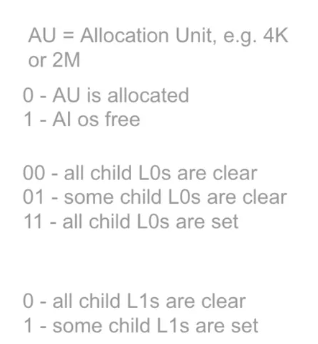 AU = Allocation Unit, e.g. 4K
or 2M
0 - AU is allocated
1 - AI os free
00 - all child L0s are clear
01 - some child L0s are clear
11 - all child L0s are set
0 - all child L1s are clear
1 - some child L1s are set